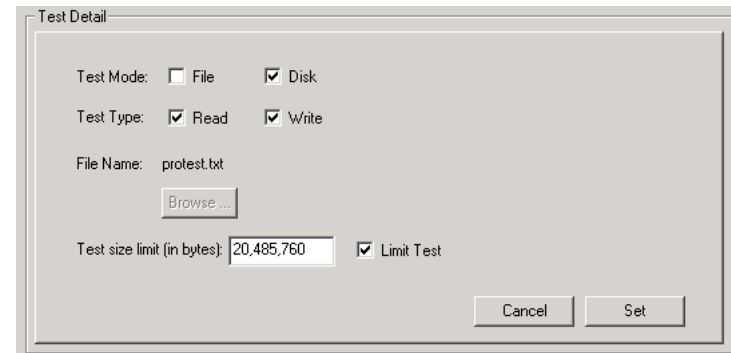 Test Detail
Test Mode: File Disk
Test Type: Read Write
File Name: protest.txt
Browse ...
Test size limit (in bytes): 20,485,760 Limit Test
Cancel Set